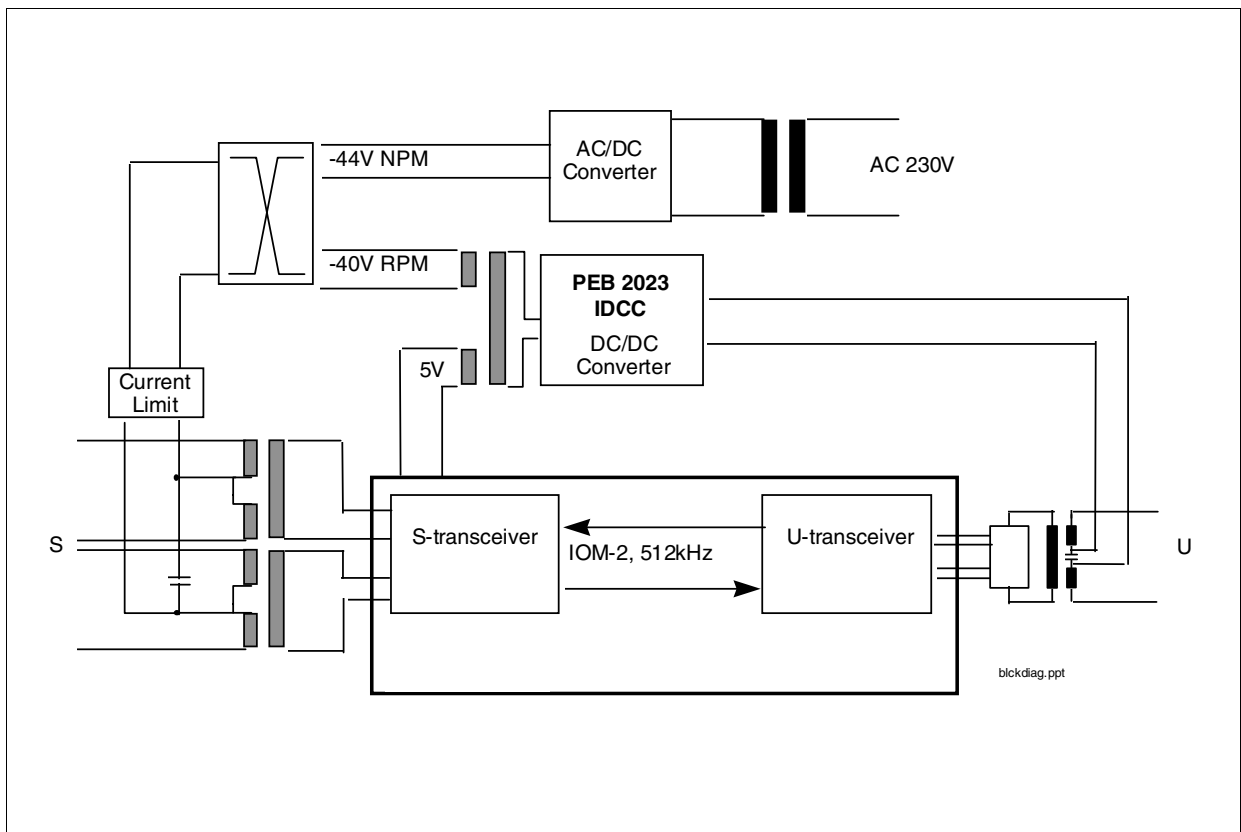 AC/DC
Converter
-44V NPM
AC 230V
-40V RPM
PEB 2023
IDCC
DC/DC
Converter
5V
Current
Limit
S-transceiver
IOM-2, 512kHz
U-transceiver
S
U
blckdiag.ppt